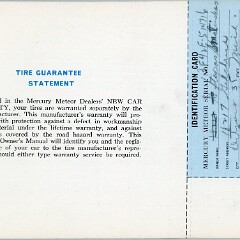 TIRE GUARANTEE
STATEMENT
d in the Mercury Meteor Dealers' NEW CAR
TY, your tires are warranted separately by the
turer. This manufacturer's warranty will pro-
with protection against a defect in workmanship
terial under the lifetime warranty, and against
s covered by the road hazard warranty. This
Owner's Manual will identify you and the regis-
e of your car to the tire manufacturer's repre-
hould either type warranty service be required.
IDENTIFICATION CARD
MERCURY METEOR SERIAL NO.